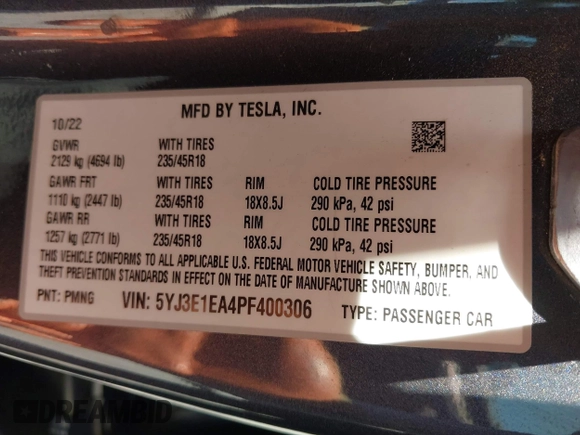 MFD BY TESLA, INC.
10/22
GVWR WITH TIRES
2129 kg (4694 lb) 235/45R18
GAWR FRT WITH TIRES RIM COLD TIRE PRESSURE
1110 kg (2447 lb) 235/45R18 18X8.5J 290 kPa, 42 psi
GAWR RR WITH TIRES RIM COLD TIRE PRESSURE
1257 kg (2771 lb) 235/45R18 18X8.5J 290 kPa, 42 psi
THIS VEHICLE CONFORMS TO ALL APPLICABLE U.S. FEDERAL MOTOR VEHICLE SAFETY, BUMPER, AND
THEFT PREVENTION STANDARDS IN EFFECT ON THE DATE OF MANUFACTURE SHOWN ABOVE.
PNT: PMNG VIN: 5YJ3E1EA4PF400306 TYPE: PASSENGER CAR
DREAMBID